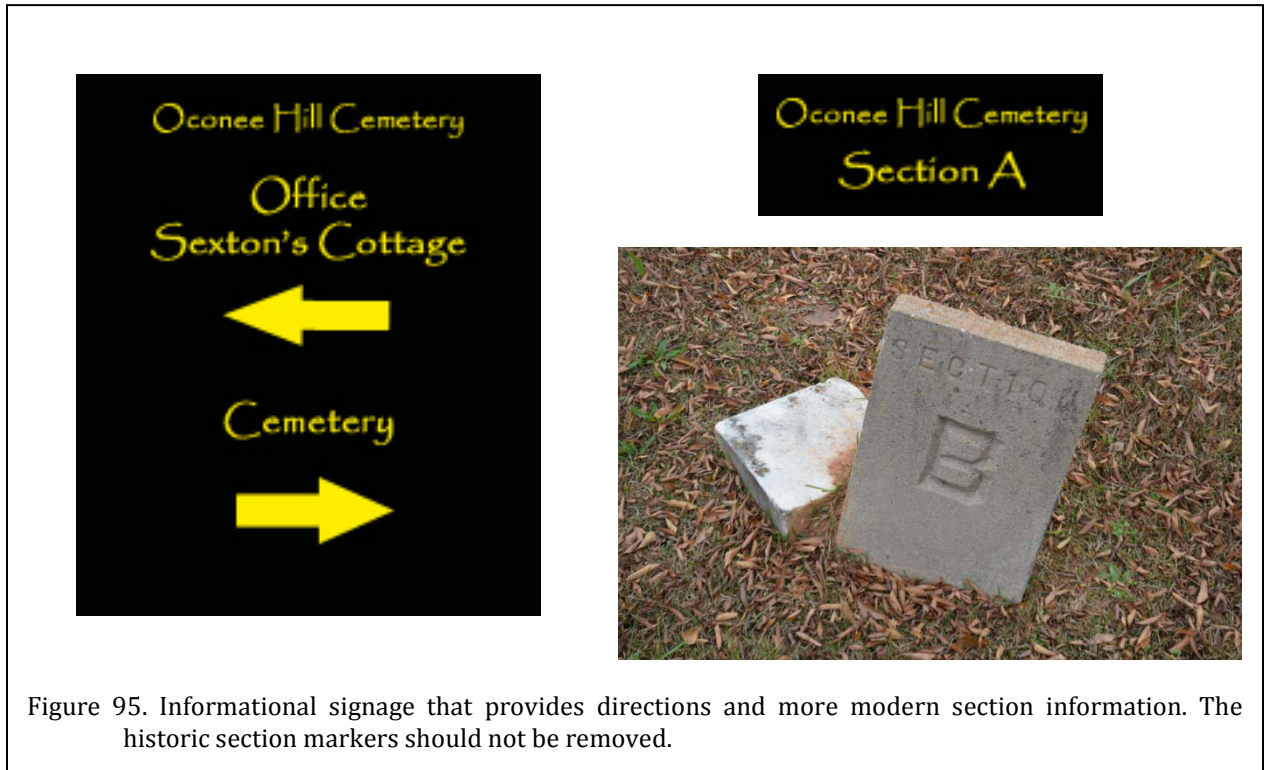 Oconee Hill Cemetery
Office
Sexton's Cottage
Cemetery
Oconee Hill Cemetery
Section A
SECTION
B
Figure 95. Informational signage that provides directions and more modern section information. The
historic section markers should not be removed.